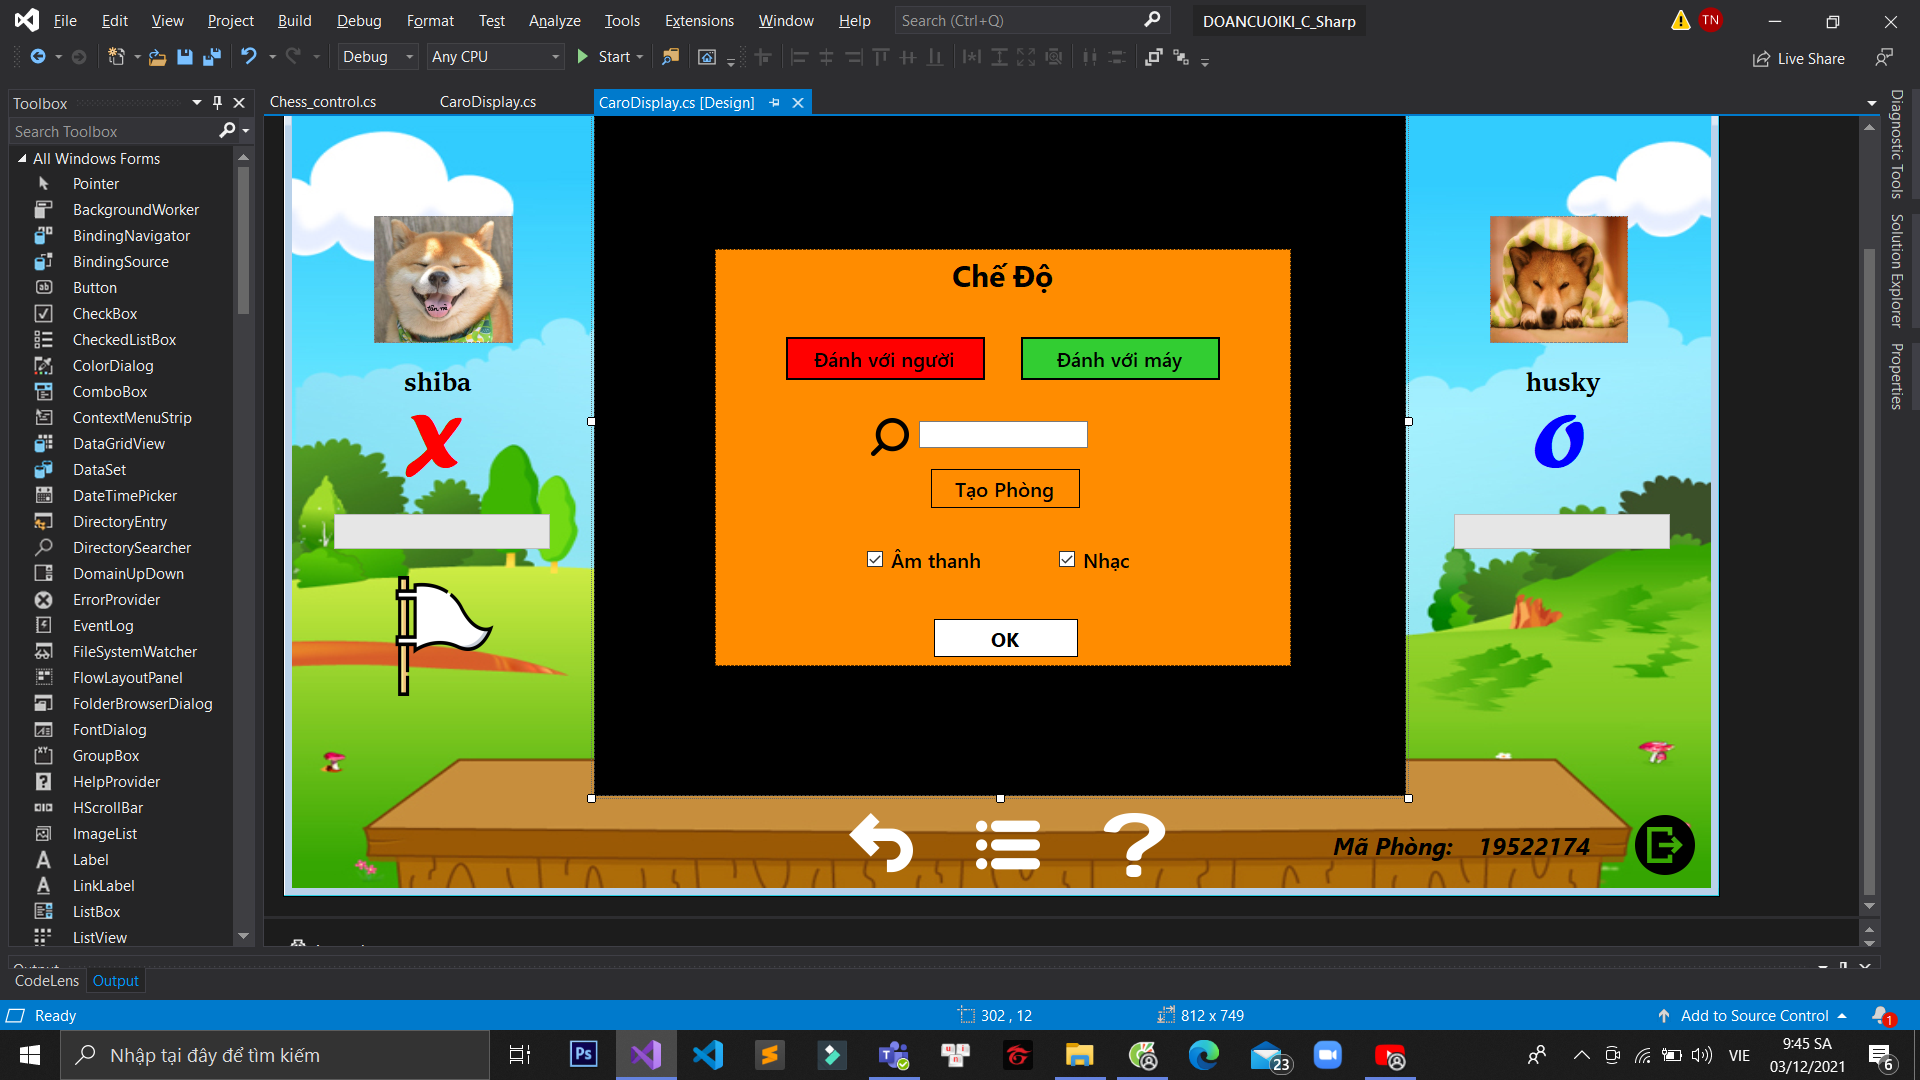 File Edit View Project Build Debug Format Test Analyze Tools Extensions Window Help Search (Ctrl+Q) DOANCUOIKI_C_Sharp TN
Debug Any CPU Start Live Share
Toolbox
Search Toolbox
All Windows Forms
Pointer
BackgroundWorker
BindingNavigator
BindingSource
Button
CheckBox
CheckedListBox
ColorDialog
ComboBox
ContextMenuStrip
DataGridView
DataSet
DateTimePicker
DirectoryEntry
DirectorySearcher
DomainUpDown
ErrorProvider
EventLog
FileSystemWatcher
FlowLayoutPanel
FolderBrowserDialog
FontDialog
GroupBox
HelpProvider
HScrollBar
ImageList
Label
LinkLabel
ListBox
ListView
Chess_control.cs CaroDisplay.cs CaroDisplay.cs [Design]
shiba
X
Chế Độ
Đánh với người Đánh với máy
Tạo Phòng
Âm thanh Nhạc
OK
husky
O
Mã Phòng: 19522174
Diagnostic Tools
Solution Explorer
Properties
Output
CodeLens Output
Ready 302 , 12 812 x 749 Add to Source Control 1
Nhập tại đây để tìm kiếm
Ps
23
VIE
9:45 SA
03/12/2021
6